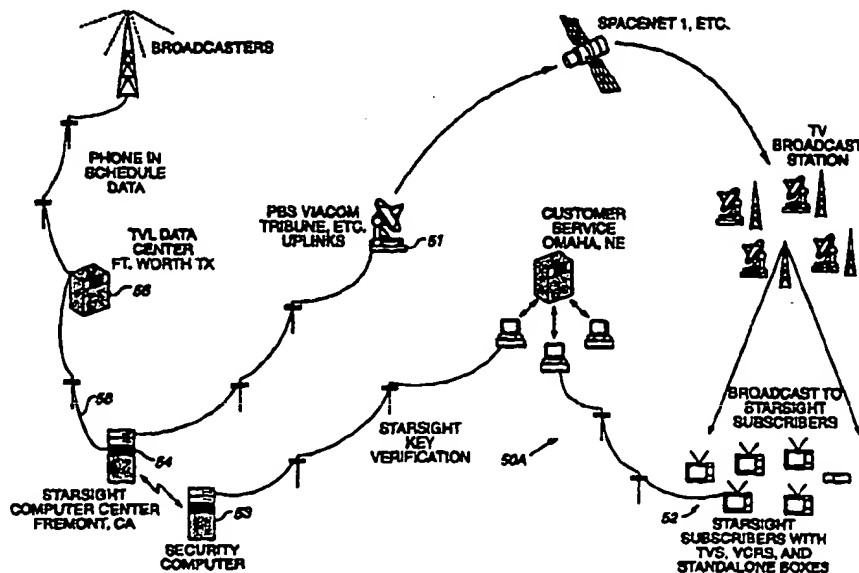 BROADCASTERS
SPACENET 1, ETC.
PHONE IN
SCHEDULE
DATA
TV
BROADCAST
STATION
PBS VIACOM
TRIBUNE, ETC.
UPLINKS
51
CUSTOMER
SERVICE
OMAHA, NE
TVL DATA
CENTER
FT. WORTH TX
56
58
54
STARSIGHT
KEY
VERIFICATION
50A
BROADCAST TO
STARSIGHT
SUBSCRIBERS
STARSIGHT
COMPUTER CENTER
FREMONT, CA
53
SECURITY
COMPUTER
52
STARSIGHT
SUBSCRIBERS WITH
TVS, VCRS, AND
STANDALONE BOXES